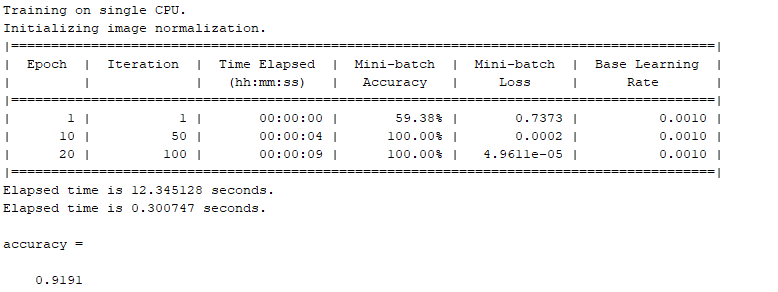 Training on single CPU.
Initializing image normalization.
|========================================================================================|
|  Epoch  |  Iteration  |  Time Elapsed  |  Mini-batch  |  Mini-batch  |  Base Learning  |
|         |             |   (hh:mm:ss)   |   Accuracy   |     Loss     |      Rate       |
|========================================================================================|
|       1 |           1 |       00:00:00 |       59.38% |       0.7373 |          0.0010 |
|      10 |          50 |       00:00:04 |      100.00% |       0.0002 |          0.0010 |
|      20 |         100 |       00:00:09 |      100.00% |   4.9611e-05 |          0.0010 |
|========================================================================================|
Elapsed time is 12.345128 seconds.
Elapsed time is 0.300747 seconds.
accuracy =
0.9191